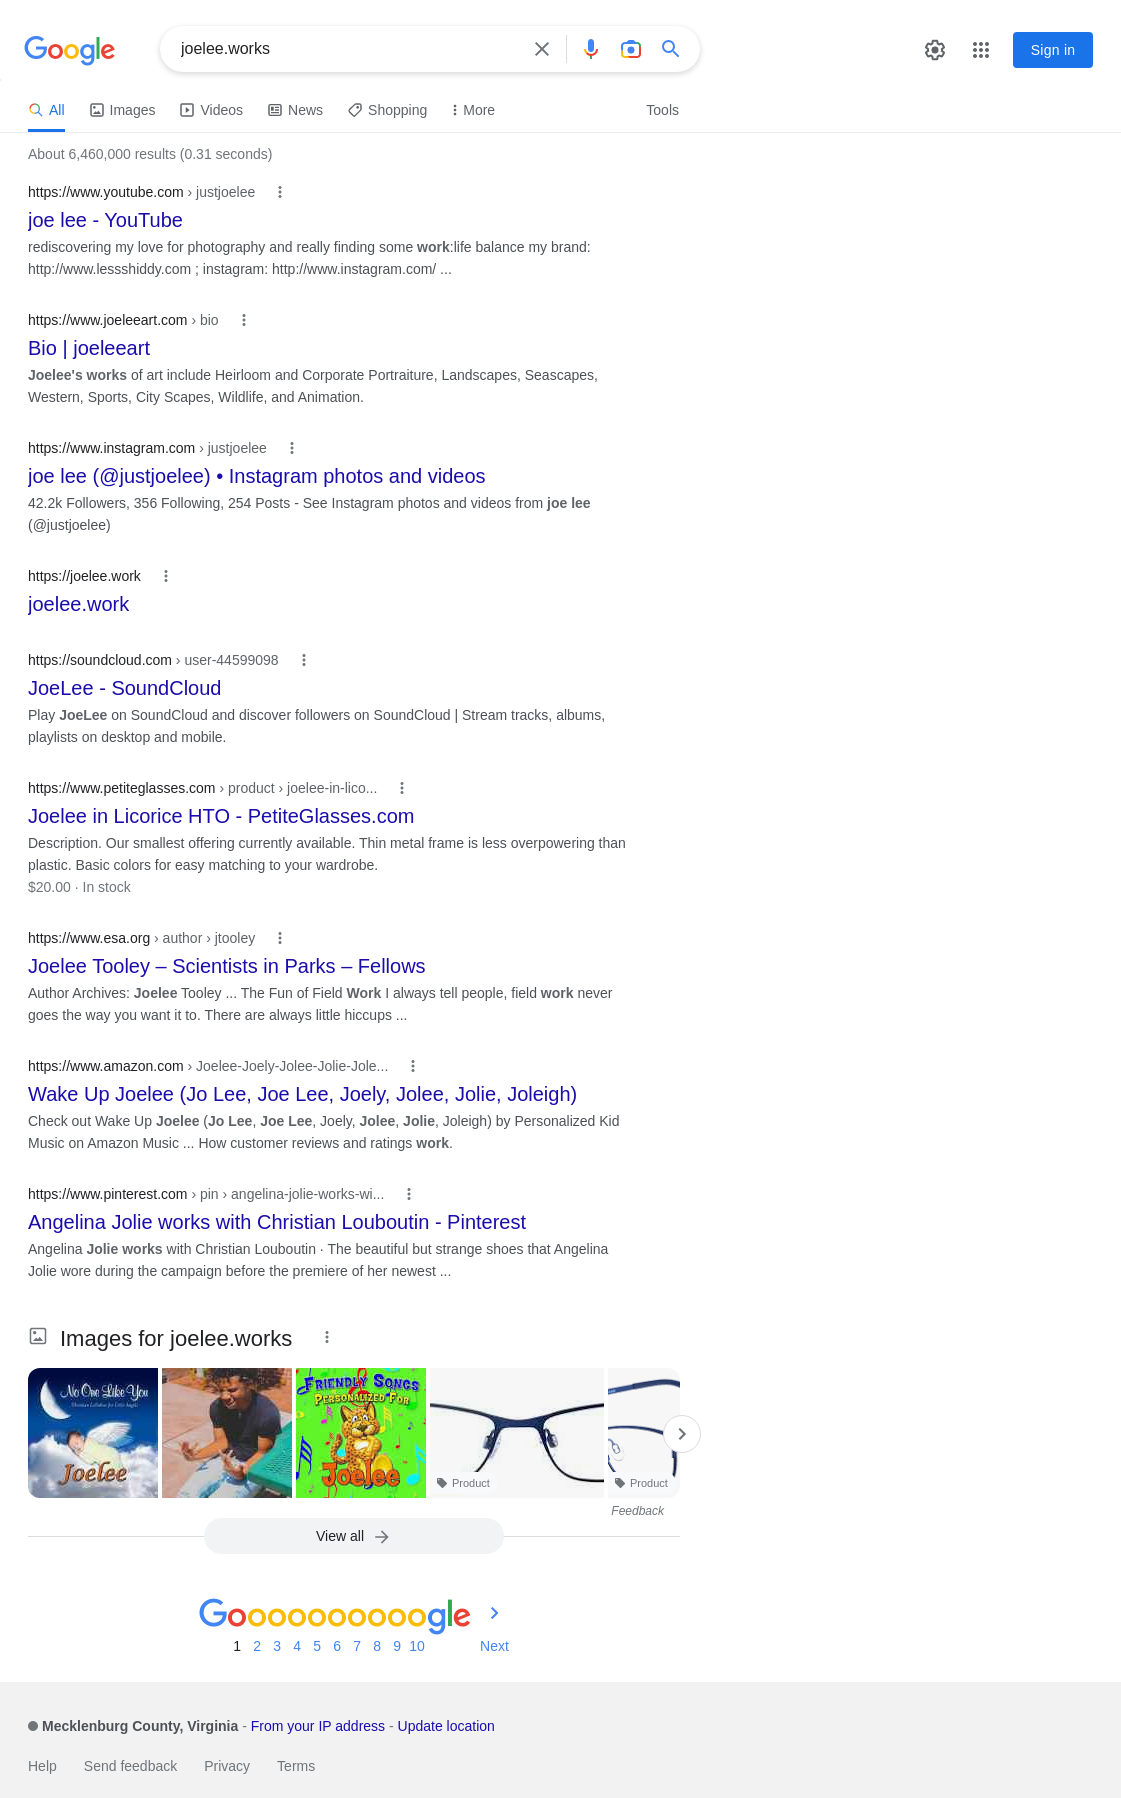 Google
joelee.works
Sign in
All
Images
Videos
News
Shopping
More
Tools
About 6,460,000 results (0.31 seconds)
https://www.youtube.com › justjoelee
joe lee - YouTube
rediscovering my love for photography and really finding some work:life balance my brand:
http://www.lessshiddy.com ; instagram: http://www.instagram.com/ ...
https://www.joeleeart.com › bio
Bio | joeleeart
Joelee's works of art include Heirloom and Corporate Portraiture, Landscapes, Seascapes,
Western, Sports, City Scapes, Wildlife, and Animation.
https://www.instagram.com › justjoelee
joe lee (@justjoelee) • Instagram photos and videos
42.2k Followers, 356 Following, 254 Posts - See Instagram photos and videos from joe lee
(@justjoelee)
https://joelee.work
joelee.work
https://soundcloud.com › user-44599098
JoeLee - SoundCloud
Play JoeLee on SoundCloud and discover followers on SoundCloud | Stream tracks, albums,
playlists on desktop and mobile.
https://www.petiteglasses.com › product › joelee-in-lico...
Joelee in Licorice HTO - PetiteGlasses.com
Description. Our smallest offering currently available. Thin metal frame is less overpowering than
plastic. Basic colors for easy matching to your wardrobe.
$20.00 · In stock
https://www.esa.org › author › jtooley
Joelee Tooley – Scientists in Parks – Fellows
Author Archives: Joelee Tooley ... The Fun of Field Work I always tell people, field work never
goes the way you want it to. There are always little hiccups ...
https://www.amazon.com › Joelee-Joely-Jolee-Jolie-Jole...
Wake Up Joelee (Jo Lee, Joe Lee, Joely, Jolee, Jolie, Joleigh)
Check out Wake Up Joelee (Jo Lee, Joe Lee, Joely, Jolee, Jolie, Joleigh) by Personalized Kid
Music on Amazon Music ... How customer reviews and ratings work.
https://www.pinterest.com › pin › angelina-jolie-works-wi...
Angelina Jolie works with Christian Louboutin - Pinterest
Angelina Jolie works with Christian Louboutin · The beautiful but strange shoes that Angelina
Jolie wore during the campaign before the premiere of her newest ...
Images for joelee.works
No One Like You
Christian Lullabies for Little Angels
Joelee
FRIENDLY SONGS
PERSONALIZED FOR
Joelee
Product
Product
Feedback
View all
Goooooooooogle
1 2 3 4 5 6 7 8 9 10 Next
Mecklenburg County, Virginia - From your IP address - Update location
Help Send feedback Privacy Terms